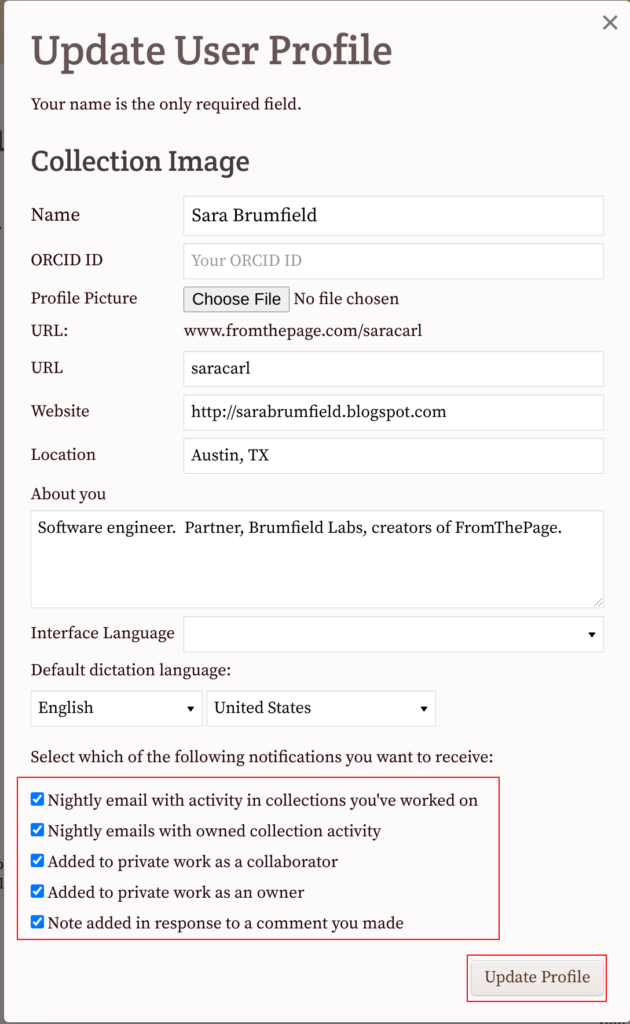 Update User Profile
Your name is the only required field.
Collection Image
Name Sara Brumfield
ORCID ID Your ORCID ID
Profile Picture Choose File No file chosen
URL: www.fromthepage.com/saracarl
URL saracarl
Website http://sarabrumfield.blogspot.com
Location Austin, TX
About you
Software engineer.  Partner, Brumfield Labs, creators of FromThePage.
Interface Language
Default dictation language:
English United States
Select which of the following notifications you want to receive:
Nightly email with activity in collections you've worked on
Nightly emails with owned collection activity
Added to private work as a collaborator
Added to private work as an owner
Note added in response to a comment you made
Update Profile